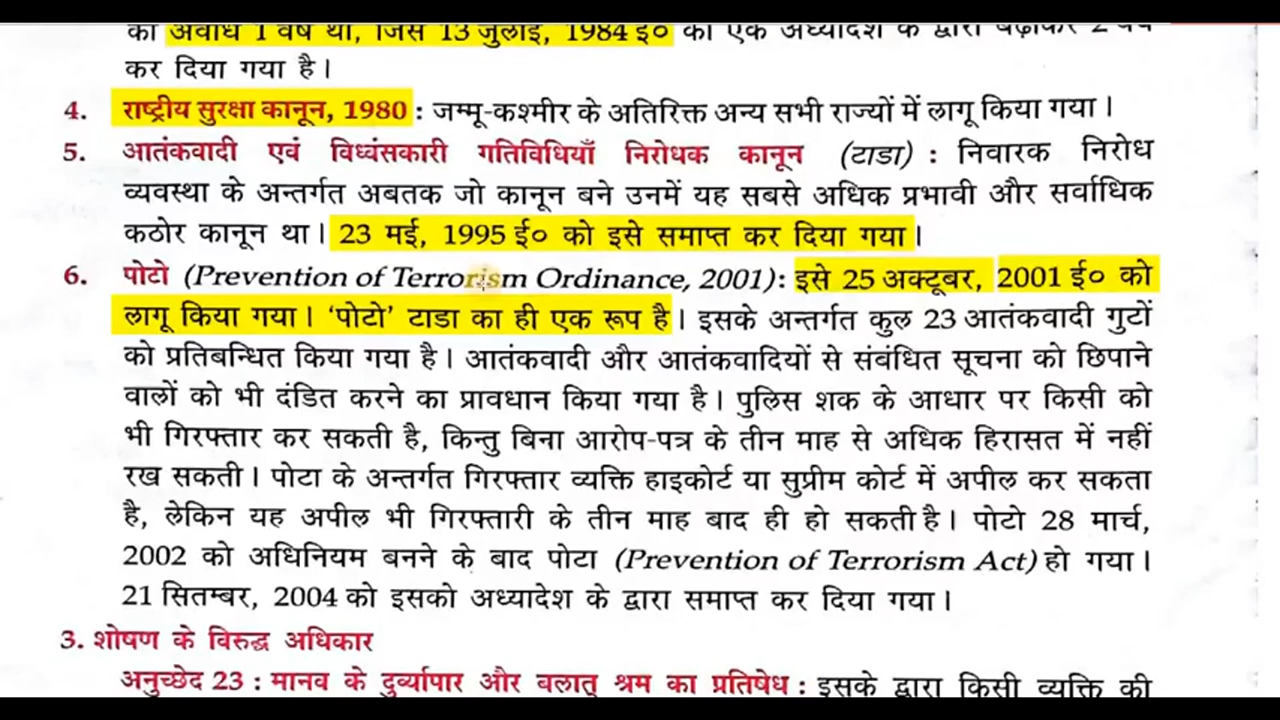 की अवधि 1 वर्ष थी, जिसे 13 जुलाई, 1984 ई० को एक अध्यादेश के द्वारा बढ़ाकर 2 वर्ष
कर दिया गया है।
4. राष्ट्रीय सुरक्षा कानून, 1980 : जम्मू-कश्मीर के अतिरिक्त अन्य सभी राज्यों में लागू किया गया।
5. आतंकवादी एवं विध्वंसकारी गतिविधियाँ निरोधक कानून (टाडा) : निवारक निरोध
व्यवस्था के अन्तर्गत अबतक जो कानून बने उनमें यह सबसे अधिक प्रभावी और सर्वाधिक
कठोर कानून था। 23 मई, 1995 ई० को इसे समाप्त कर दिया गया।
6. पोटो (Prevention of Terrorism Ordinance, 2001): इसे 25 अक्टूबर, 2001 ई० को
लागू किया गया। 'पोटो' टाडा का ही एक रूप है। इसके अन्तर्गत कुल 23 आतंकवादी गुटों
को प्रतिबन्धित किया गया है। आतंकवादी और आतंकवादियों से संबंधित सूचना को छिपाने
वालों को भी दंडित करने का प्रावधान किया गया है। पुलिस शक के आधार पर किसी को
भी गिरफ्तार कर सकती है, किन्तु बिना आरोप-पत्र के तीन माह से अधिक हिरासत में नहीं
रख सकती। पोटा के अन्तर्गत गिरफ्तार व्यक्ति हाइकोर्ट या सुप्रीम कोर्ट में अपील कर सकता
है, लेकिन यह अपील भी गिरफ्तारी के तीन माह बाद ही हो सकती है। पोटो 28 मार्च,
2002 को अधिनियम बनने के बाद पोटा (Prevention of Terrorism Act) हो गया।
21 सितम्बर, 2004 को इसको अध्यादेश के द्वारा समाप्त कर दिया गया।
3. शोषण के विरुद्ध अधिकार
अनुच्छेद 23 : मानव के दुर्व्यापार और बलात् श्रम का प्रतिषेध : इसके द्वारा किसी व्यक्ति की